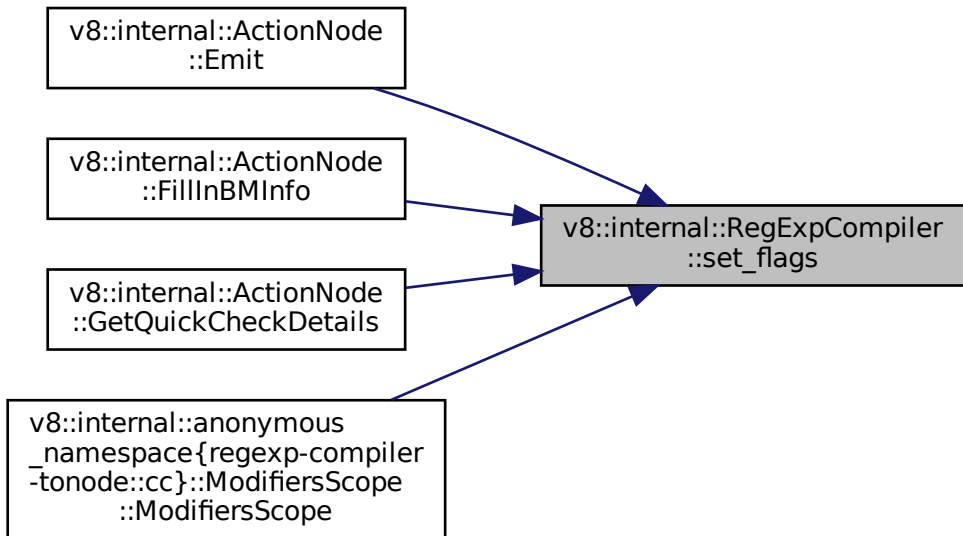 v8::internal::ActionNode
::Emit
v8::internal::ActionNode
::FillInBMInfo
v8::internal::RegExpCompiler
::set_flags
v8::internal::ActionNode
::GetQuickCheckDetails
v8::internal::anonymous
_namespace{regexp-compiler
-tonode::cc}::ModifiersScope
::ModifiersScope